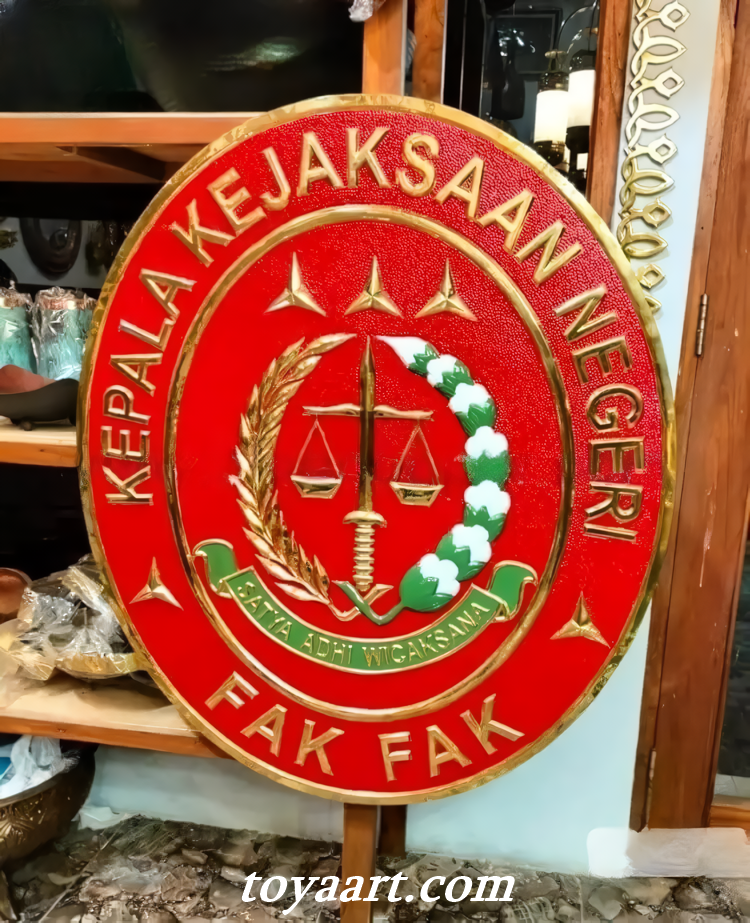 KEPALA KEJAKSAAN NEGERI
SATYA ADHI WICAKSANA
FAK FAK
toyaart.com